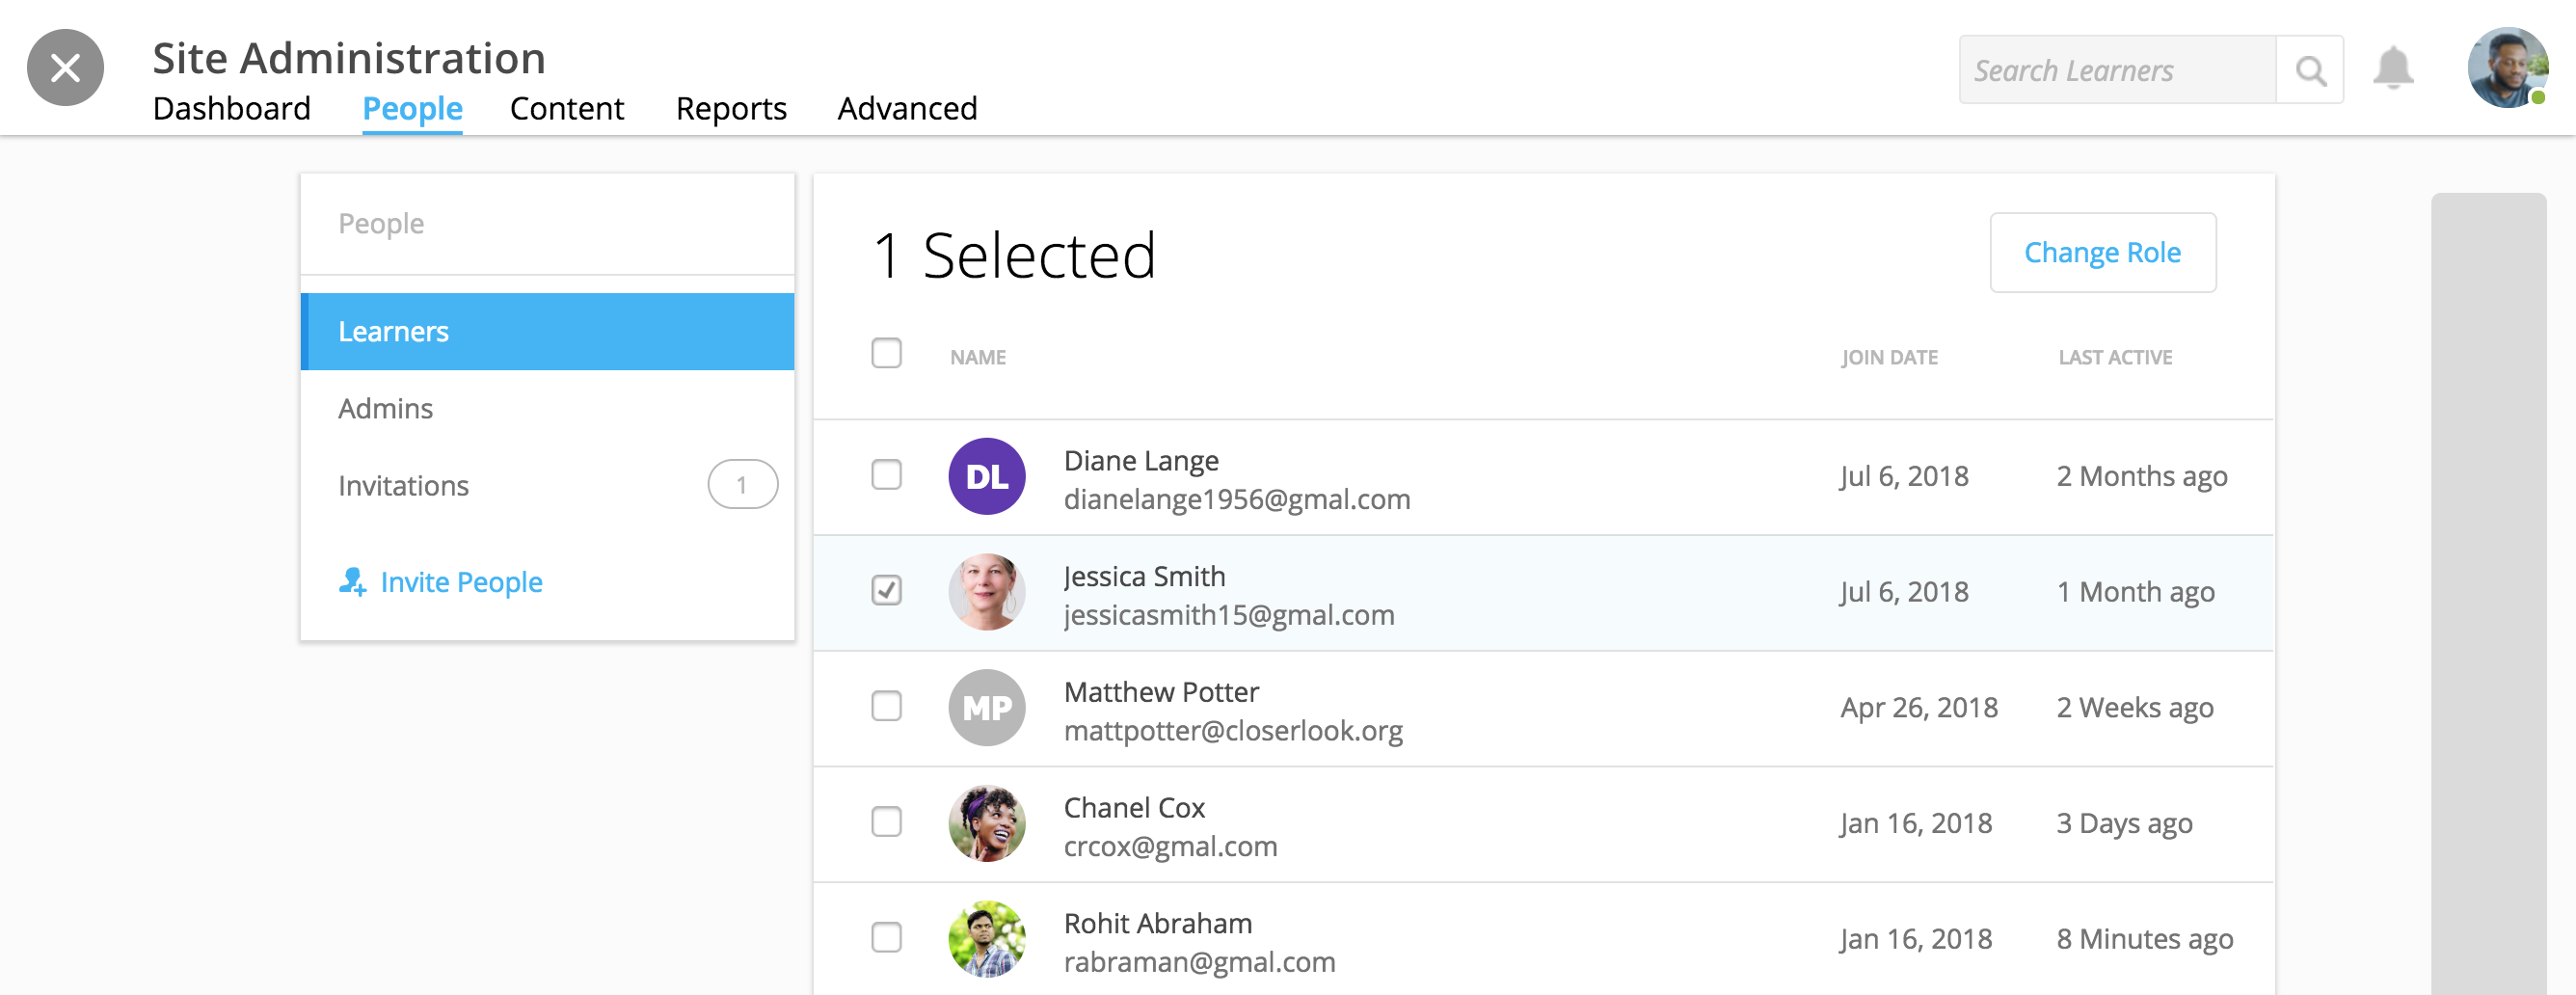 Site Administration
Search Learners
Dashboard People Content Reports Advanced
People
Learners
Admins
Invitations 1
Invite People
1 Selected
Change Role
NAME JOIN DATE LAST ACTIVE
DL
Diane Lange
dianelange1956@gmal.com
Jul 6, 2018 2 Months ago
Jessica Smith
jessicasmith15@gmal.com
Jul 6, 2018 1 Month ago
MP
Matthew Potter
mattpotter@closerlook.org
Apr 26, 2018 2 Weeks ago
Chanel Cox
crcox@gmal.com
Jan 16, 2018 3 Days ago
Rohit Abraham
rabraman@gmal.com
Jan 16, 2018 8 Minutes ago